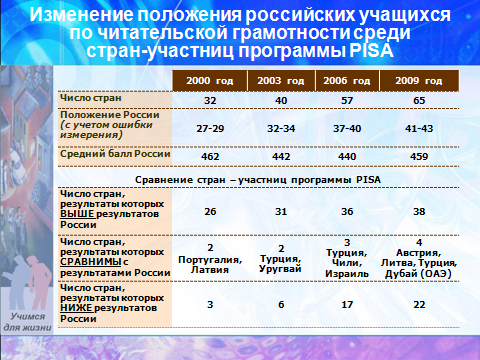 Изменение положения российских учащихся
по читательской грамотности среди
стран-участниц программы PISA
2000 год 2003 год 2006 год 2009 год
Число стран 32 40 57 65
Положение России
(с учетом ошибки
измерения) 27-29 32-34 37-40 41-43
Средний балл России 462 442 440 459
Сравнение стран – участниц программы PISA
Число стран,
результаты которых
ВЫШЕ результатов
России 26 31 36 38
Число стран,
результаты которых
СРАВНИМЫ с
результатами России
2
Португалия,
Латвия
2
Турция,
Уругвай
3
Турция,
Чили,
Израиль
4
Австрия,
Литва, Турция,
Дубай (ОАЭ)
Число стран,
результаты которых
НИЖЕ результатов
России 3 6 17 22
Учимся
для жизни